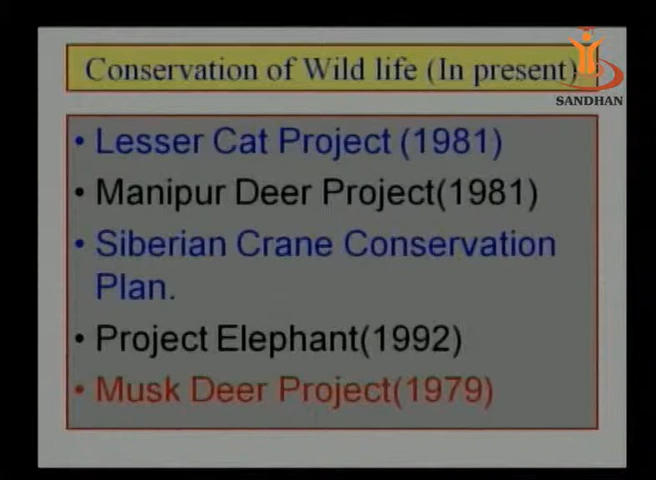 Conservation of Wild life (In present)
SANDHAN
• Lesser Cat Project (1981)
• Manipur Deer Project(1981)
• Siberian Crane Conservation
Plan.
• Project Elephant(1992)
• Musk Deer Project(1979)